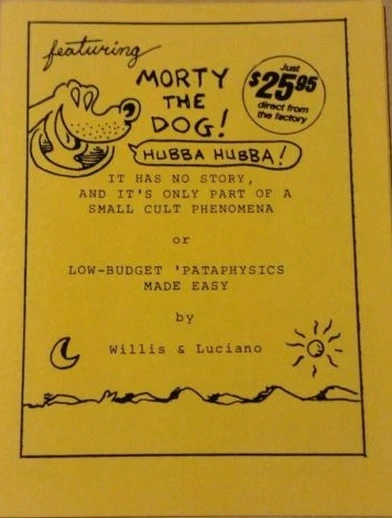 featuring
MORTY
THE
DOG!
Just
$25.95
direct from
the factory
HUBBA HUBBA!
IT HAS NO STORY,
AND IT'S ONLY PART OF A
SMALL CULT PHENOMENA
or
LOW-BUDGET 'PATAPHYSICS
MADE EASY
by
Willis & Luciano